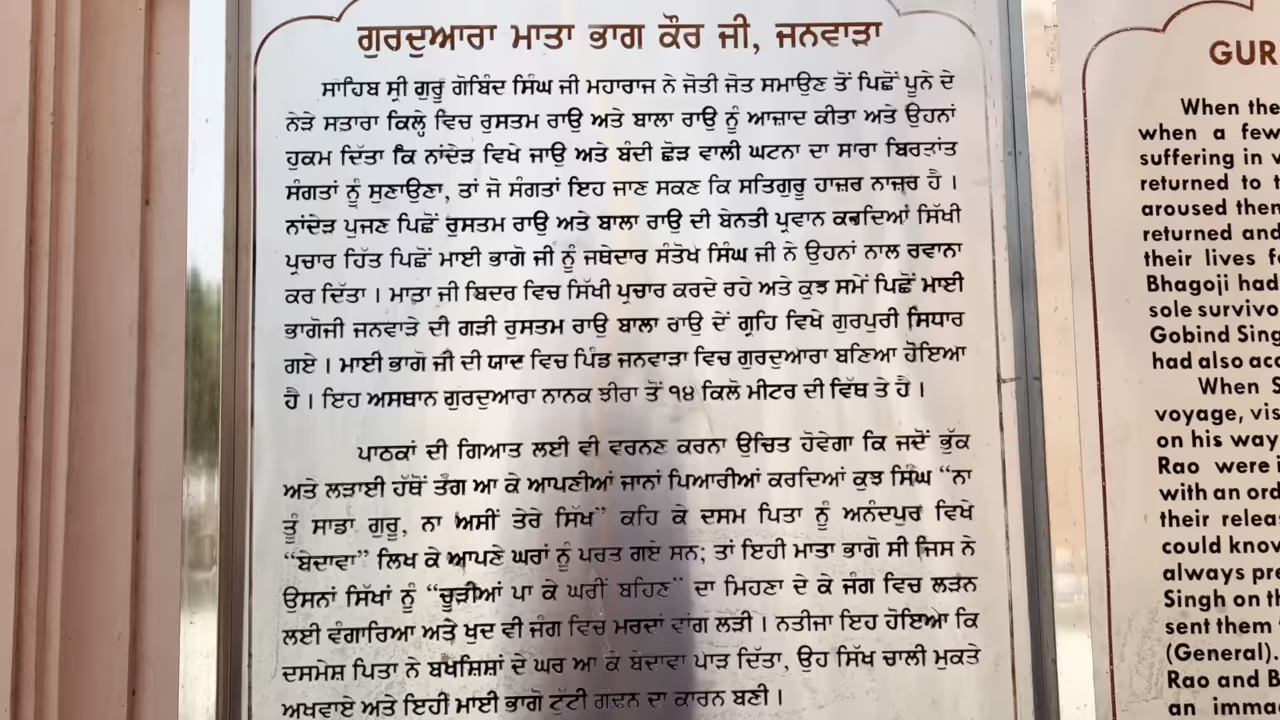 ਗੁਰਦੁਆਰਾ ਮਾਤਾ ਭਾਗ ਕੌਰ ਜੀ, ਜਨਵਾੜਾ
ਸਾਹਿਬ ਸ੍ਰੀ ਗੁਰੂ ਗੋਬਿੰਦ ਸਿੰਘ ਜੀ ਮਹਾਰਾਜ ਨੇ ਜੋਤੀ ਜੋਤ ਸਮਾਉਣ ਤੋਂ ਪਿਛੋਂ ਪੂਨੇ ਦੇ
ਨੇੜੇ ਸਤਾਰਾ ਕਿਲ੍ਹੇ ਵਿਚ ਰੁਸਤਮ ਰਾਉ ਅਤੇ ਬਾਲਾ ਰਾਉ ਨੂੰ ਆਜ਼ਾਦ ਕੀਤਾ ਅਤੇ ਉਹਨਾਂ
ਹੁਕਮ ਦਿੱਤਾ ਕਿ ਨਾਂਦੇੜ ਵਿਖੇ ਜਾਉ ਅਤੇ ਬੰਦੀ ਛੋੜ ਵਾਲੀ ਘਟਨਾ ਦਾ ਸਾਰਾ ਬਿਰਤਾਂਤ
ਸੰਗਤਾਂ ਨੂੰ ਸੁਣਾਉਣਾ, ਤਾਂ ਜੋ ਸੰਗਤਾਂ ਇਹ ਜਾਣ ਸਕਣ ਕਿ ਸਤਿਗੁਰੂ ਹਾਜ਼ਰ ਨਾਜ਼ਰ ਹੈ ।
ਨਾਂਦੇੜ ਪੁਜਣ ਪਿਛੋਂ ਰੁਸਤਮ ਰਾਉ ਅਤੇ ਬਾਲਾ ਰਾਉ ਦੀ ਬੇਨਤੀ ਪ੍ਰਵਾਨ ਕਰਦਿਆਂ ਸਿੱਖੀ
ਪ੍ਰਚਾਰ ਹਿੱਤ ਪਿਛੋਂ ਮਾਈ ਭਾਗੋ ਜੀ ਨੂੰ ਜਥੇਦਾਰ ਸੰਤੋਖ ਸਿੰਘ ਜੀ ਨੇ ਉਹਨਾਂ ਨਾਲ ਰਵਾਨਾ
ਕਰ ਦਿੱਤਾ । ਮਾਤਾ ਜੀ ਬਿਦਰ ਵਿਚ ਸਿੱਖੀ ਪ੍ਰਚਾਰ ਕਰਦੇ ਰਹੇ ਅਤੇ ਕੁਝ ਸਮੇਂ ਪਿਛੋਂ ਮਾਈ
ਭਾਗੋਜੀ ਜਨਵਾੜੇ ਦੀ ਗੜੀ ਰੁਸਤਮ ਰਾਉ ਬਾਲਾ ਰਾਉ ਦੇਂ ਗ੍ਰਹਿ ਵਿਖੇ ਗੁਰਪੁਰੀ ਸਿਧਾਰ
ਗਏ । ਮਾਈ ਭਾਗੋ ਜੀ ਦੀ ਯਾਦ ਵਿਚ ਪਿੰਡ ਜਨਵਾੜਾ ਵਿਚ ਗੁਰਦੁਆਰਾ ਬਣਿਆ ਹੋਇਆ
ਹੈ । ਇਹ ਅਸਥਾਨ ਗੁਰਦੁਆਰਾ ਨਾਨਕ ਝੀਰਾ ਤੋਂ ੧੪ ਕਿਲੋ ਮੀਟਰ ਦੀ ਵਿੱਥ ਤੇ ਹੈ ।
ਪਾਠਕਾਂ ਦੀ ਗਿਆਤ ਲਈ ਵੀ ਵਰਨਣ ਕਰਨਾ ਉਚਿਤ ਹੋਵੇਗਾ ਕਿ ਜਦੋਂ ਭੁੱਕ
ਅਤੇ ਲੜਾਈ ਹੱਥੋਂ ਤੰਗ ਆ ਕੇ ਆਪਣੀਆਂ ਜਾਨਾਂ ਪਿਆਰੀਆਂ ਕਰਦਿਆਂ ਕੁਝ ਸਿੰਘ “ਨਾ
ਤੂੰ ਸਾਡਾ ਗੁਰੂ, ਨਾ ਅਸੀਂ ਤੇਰੇ ਸਿੱਖ” ਕਹਿ ਕੇ ਦਸਮ ਪਿਤਾ ਨੂੰ ਅਨੰਦਪੁਰ ਵਿਖੇ
“ਬੇਦਾਵਾ” ਲਿਖ ਕੇ ਆਪਣੇ ਘਰਾਂ ਨੂੰ ਪਰਤ ਗਏ ਸਨ; ਤਾਂ ਇਹੀ ਮਾਤਾ ਭਾਗੋ ਸੀ ਜਿਸ ਨੇ
ਉਸਨਾਂ ਸਿੱਖਾਂ ਨੂੰ “ਚੂੜੀਆਂ ਪਾ ਕੇ ਘਰੀਂ ਬਹਿਣ” ਦਾ ਮਿਹਣਾ ਦੇ ਕੇ ਜੰਗ ਵਿਚ ਲੜਨ
ਲਈ ਵੰਗਾਰਿਆ ਅਤੇ ਖੁਦ ਵੀ ਜੰਗ ਵਿਚ ਮਰਦਾਂ ਵਾਂਗ ਲੜੀ । ਨਤੀਜਾ ਇਹ ਹੋਇਆ ਕਿ
ਦਸਮੇਸ਼ ਪਿਤਾ ਨੇ ਬਖਸ਼ਿਸ਼ਾਂ ਦੇ ਘਰ ਆ ਕੇ ਬੇਦਾਵਾ ਪਾੜ ਦਿੱਤਾ, ਉਹ ਸਿੱਖ ਚਾਲੀ ਮੁਕਤੇ
ਅਖਵਾਏ ਅਤੇ ਇਹੀ ਮਾਈ ਭਾਗੋ ਟੁੱਟੀ ਗਢਨ ਦਾ ਕਾਰਨ ਬਣੀ ।
GUR
When the
when a few
suffering in
returned to
aroused them
returned and
their lives
Bhagoji had
sole survivo
Gobind Sing
had also acc
When S
voyage, vis
on his way
Rao were i
with an ord
their relea
could know
always pre
Singh on th
sent them
(General).
Rao and B
an imma